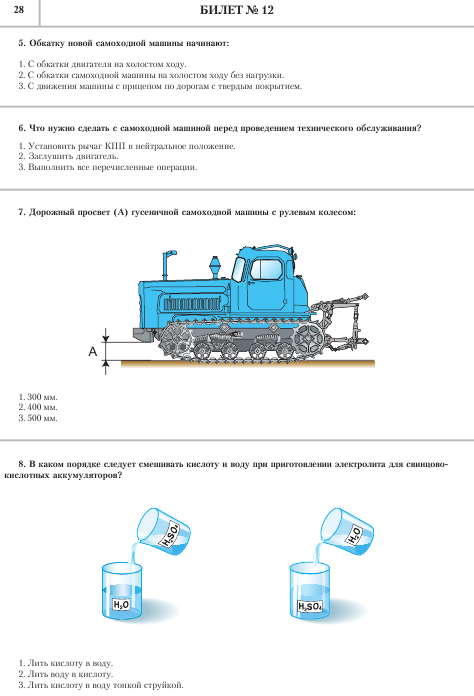 28
БИЛЕТ № 12
5. Обкатку новой самоходной машины начинают:
1. С обкатки двигателя на холостом ходу.
2. С обкатки самоходной машины на холостом ходу без нагрузки.
3. С движения машины с прицепом по дорогам с твердым покрытием.
6. Что нужно сделать с самоходной машиной перед проведением технического обслуживания?
1. Установить рычаг КПП в нейтральное положение.
2. Заглушить двигатель.
3. Выполнить все перечисленные операции.
7. Дорожный просвет (А) гусеничной самоходной машины с рулевым колесом:
А
1. 300 мм.
2. 400 мм.
3. 500 мм.
8. В каком порядке следует смешивать кислоту и воду при приготовлении электролита для свинцово-
кислотных аккумуляторов?
H₂SO₄
H₂O
H₂O
H₂SO₄
1. Лить кислоту в воду.
2. Лить воду в кислоту.
3. Лить кислоту в воду тонкой струйкой.